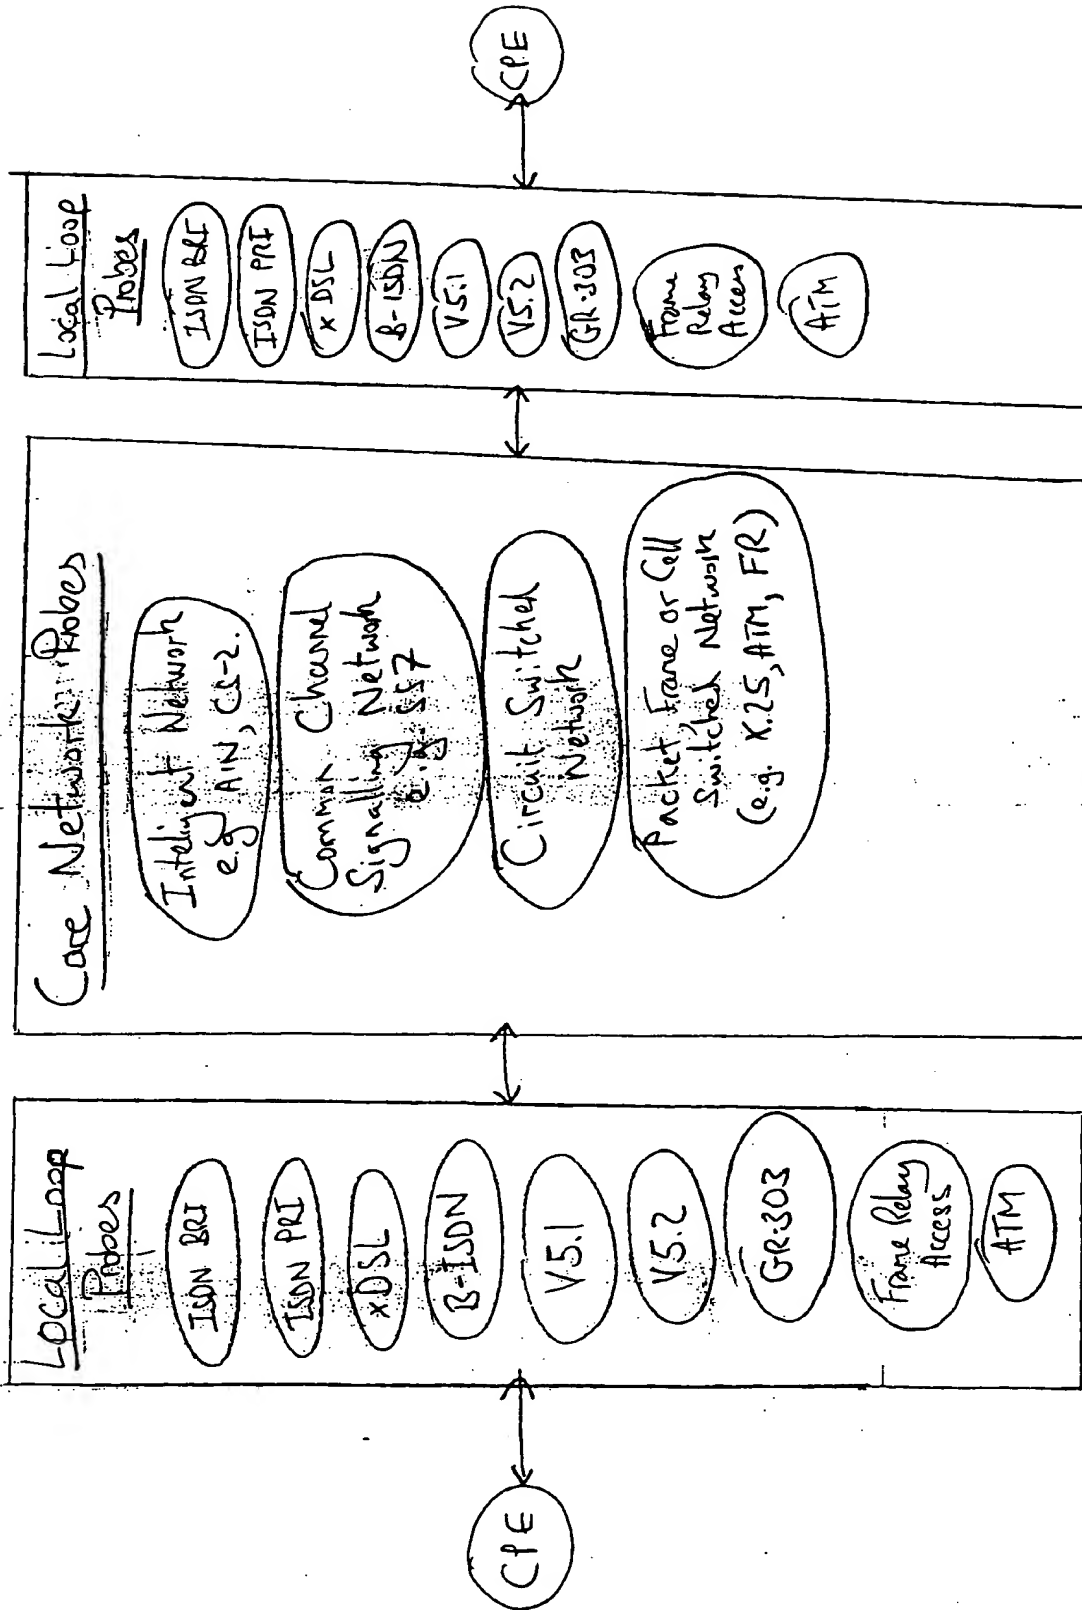 CPE
Local Loop
Probes
ISDN BRI
ISDN PRI
xDSL
B-ISDN
V5.1
V5.2
GR-303
Frame Relay
Access
ATM
Core Network Probes
Inteligent Network
e.g AIN, CS-2.
Common Channel
Signalling Network
e.g. SS7
Circuit Switched
Network
Packet, Frame or Cell
Switched Network
(e.g. X.25, ATM, FR)
Local Loop
Probes
ISDN BRI
ISDN PRI
x DSL
B-ISDN
V5.1
V5.2
GR-303
Frame
Relay
Access
ATM
CPE